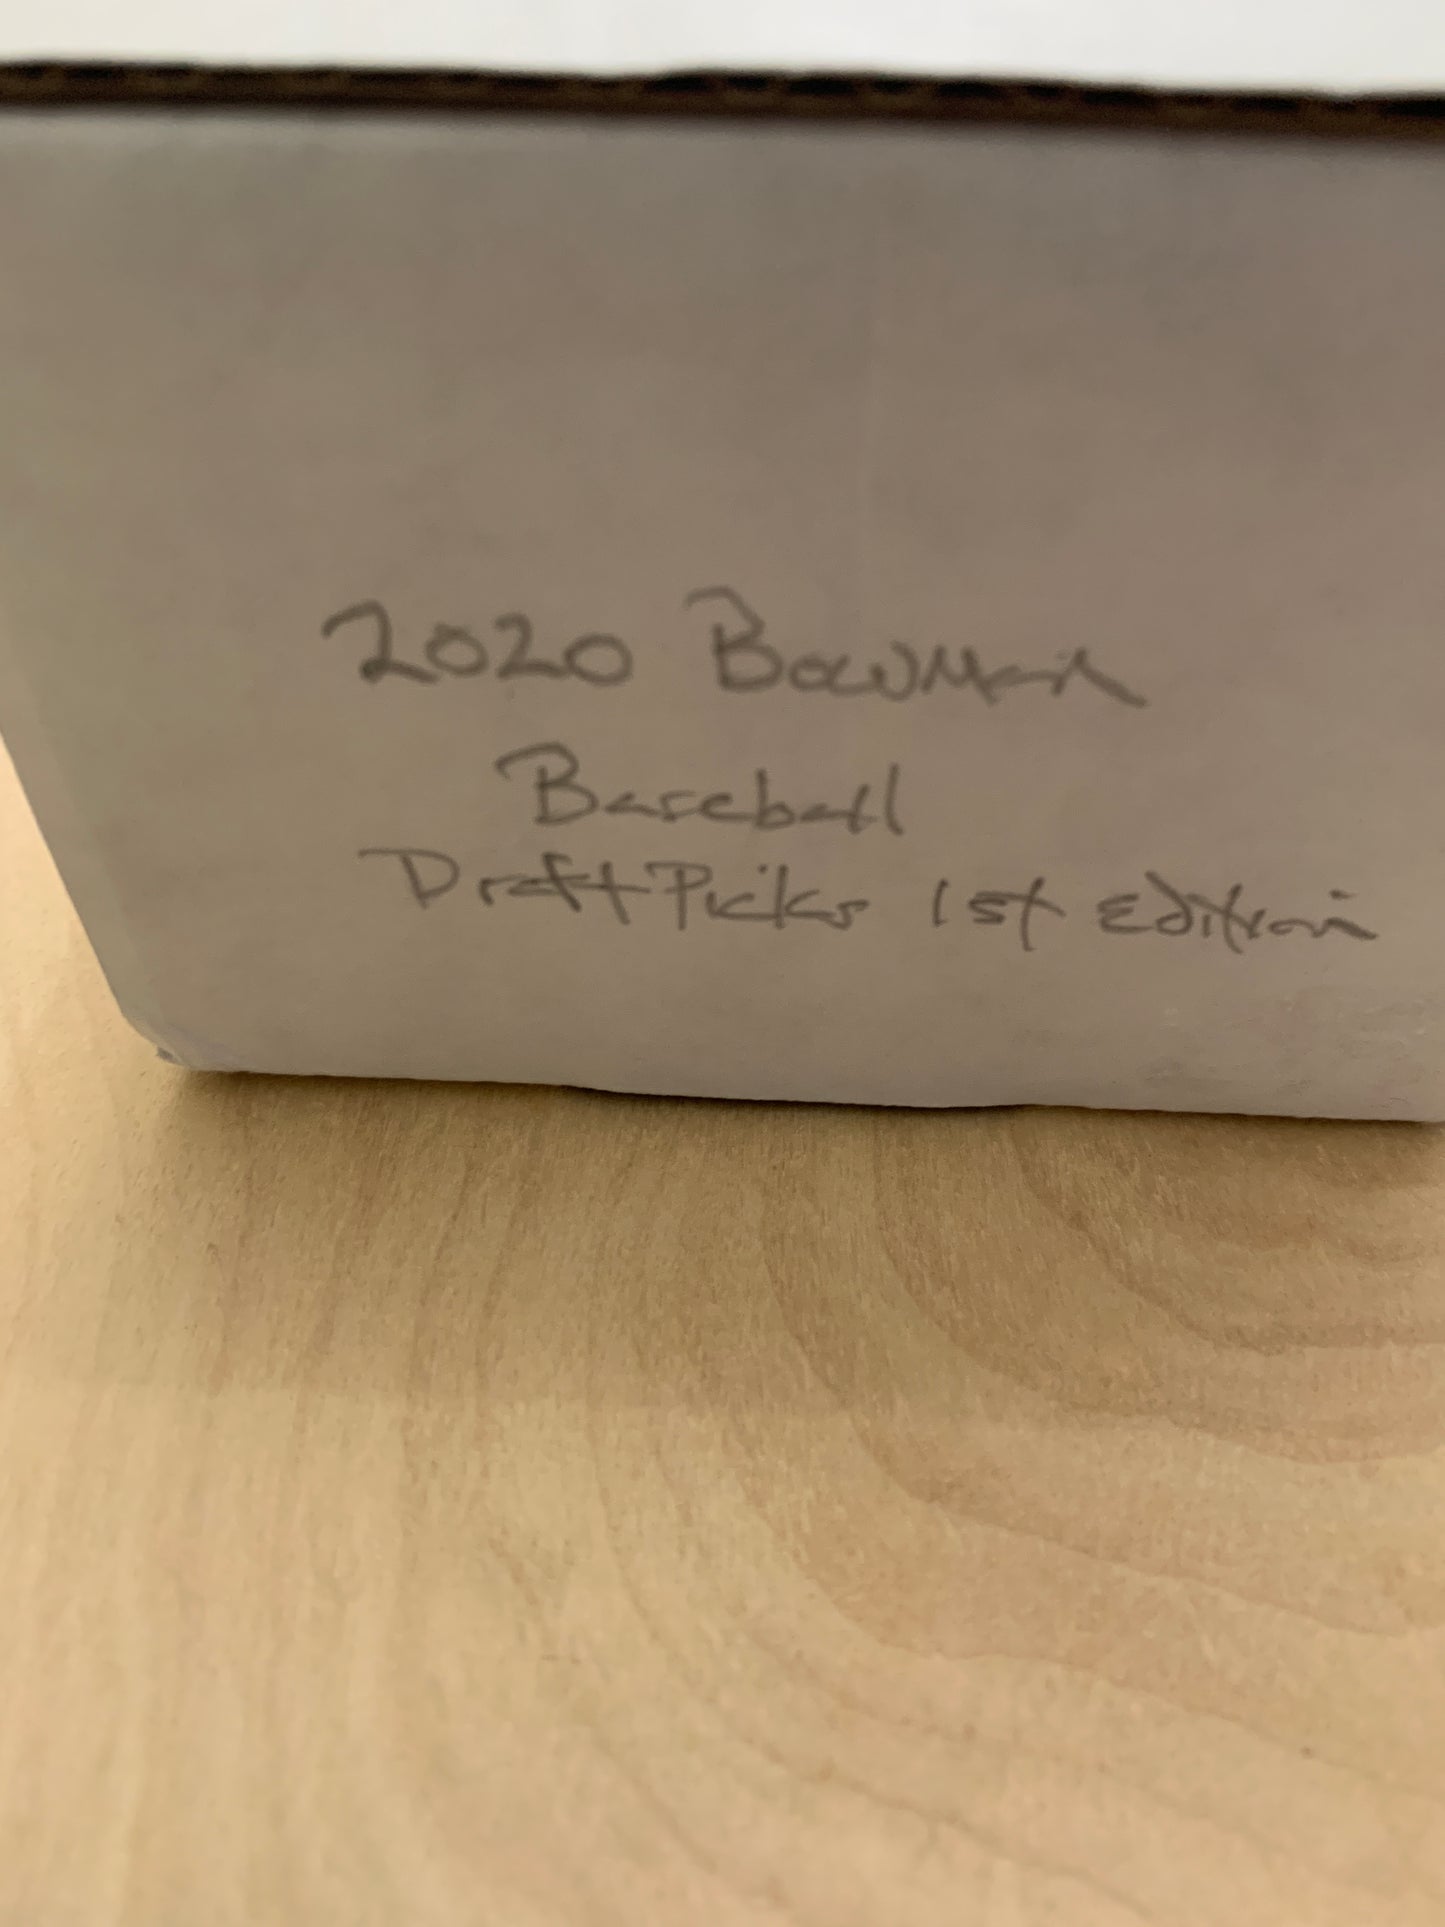 2020 Bowman
Baseball
Draft Picks 1st Edition